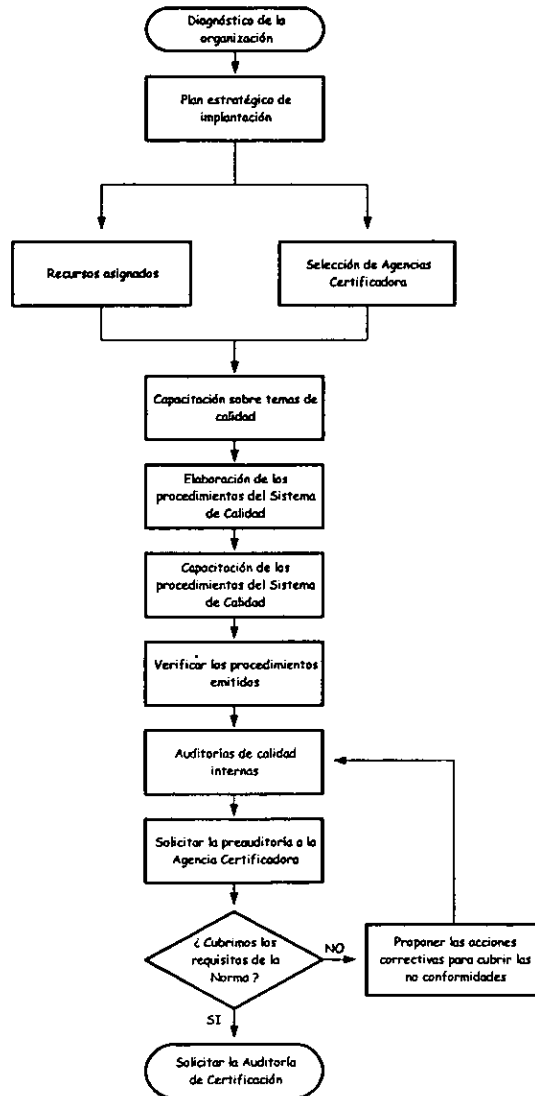 Diagnóstico de la
organización
Plan estratégico de
implantación
Recursos asignados
Selección de Agencias
Certificadora
Capacitación sobre temas de
calidad
Elaboración de los
procedimientos del Sistema
de Calidad
Capacitación de los
procedimientos del Sistema
de Calidad
Verificar los procedimientos
emitidos
Auditorías de calidad
internas
Solicitar la preauditoría a la
Agencia Certificadora
¿ Cubrimos los
requisitos de la
Norma ?
NO
Proponer las acciones
correctivas para cubrir las
no conformidades
SI
Solicitar la Auditoría
de Certificación